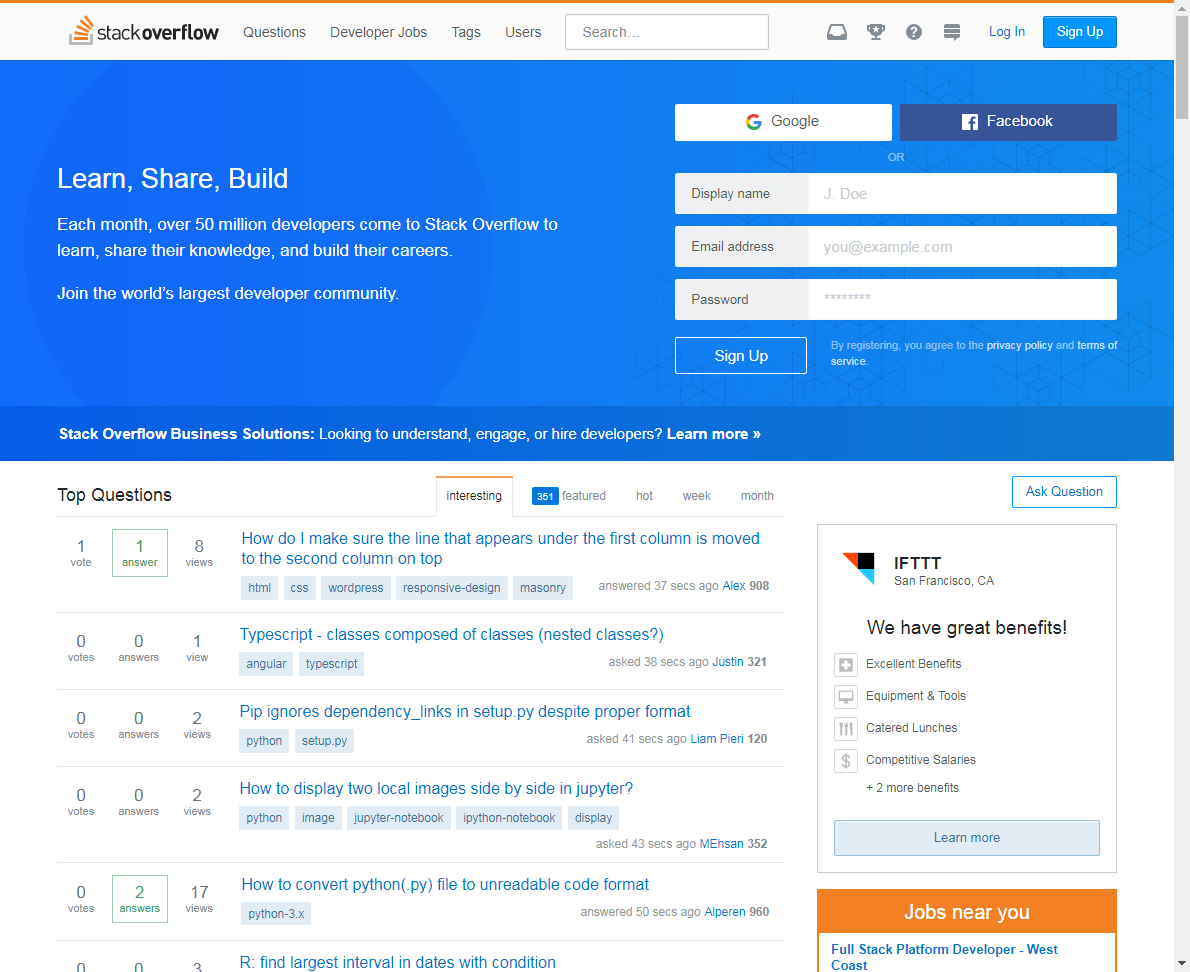 stackoverflow Questions Developer Jobs Tags Users Search... Log In Sign Up
Google Facebook
OR
Learn, Share, Build
Each month, over 50 million developers come to Stack Overflow to
learn, share their knowledge, and build their careers.
Join the world's largest developer community.
Display name J. Doe
Email address you@example.com
Password ********
Sign Up
By registering, you agree to the privacy policy and terms of
service.
Stack Overflow Business Solutions: Looking to understand, engage, or hire developers? Learn more »
Top Questions interesting 351 featured hot week month
1 vote 1 answer 8 views
How do I make sure the line that appears under the first column is moved
to the second column on top
html css wordpress responsive-design masonry
answered 37 secs ago Alex 908
0 votes 0 answers 1 view
Typescript - classes composed of classes (nested classes?)
angular typescript
asked 38 secs ago Justin 321
0 votes 0 answers 2 views
Pip ignores dependency_links in setup.py despite proper format
python setup.py
asked 41 secs ago Liam Pieri 120
0 votes 0 answers 2 views
How to display two local images side by side in jupyter?
python image jupyter-notebook ipython-notebook display
asked 43 secs ago MEhsan 352
0 votes 2 answers 17 views
How to convert python(.py) file to unreadable code format
python-3.x
answered 50 secs ago Alperen 960
0 0 3
R: find largest interval in dates with condition
Ask Question
IFTTT
San Francisco, CA
We have great benefits!
Excellent Benefits
Equipment & Tools
Catered Lunches
$ Competitive Salaries
+ 2 more benefits
Learn more
Jobs near you
Full Stack Platform Developer - West
Coast